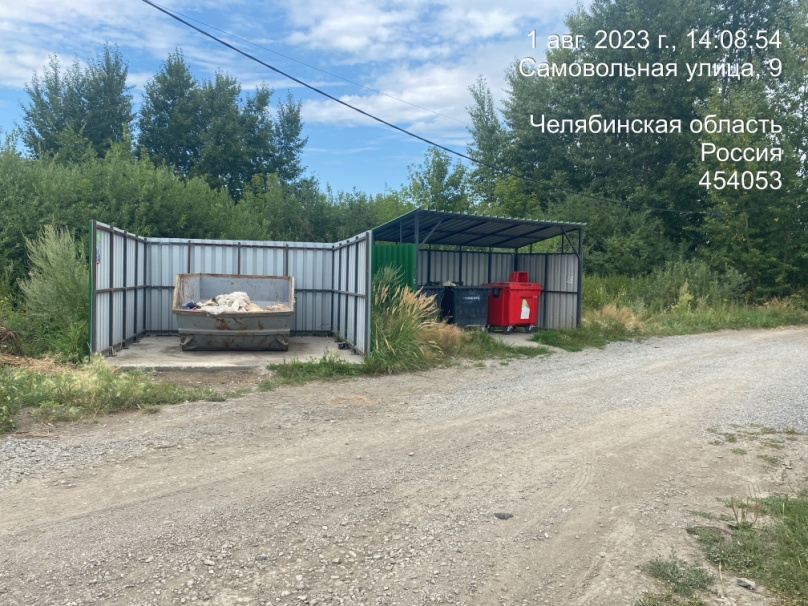 1 авг. 2023 г., 14:08:54
Самовольная улица, 9
Челябинская область
Россия
454053